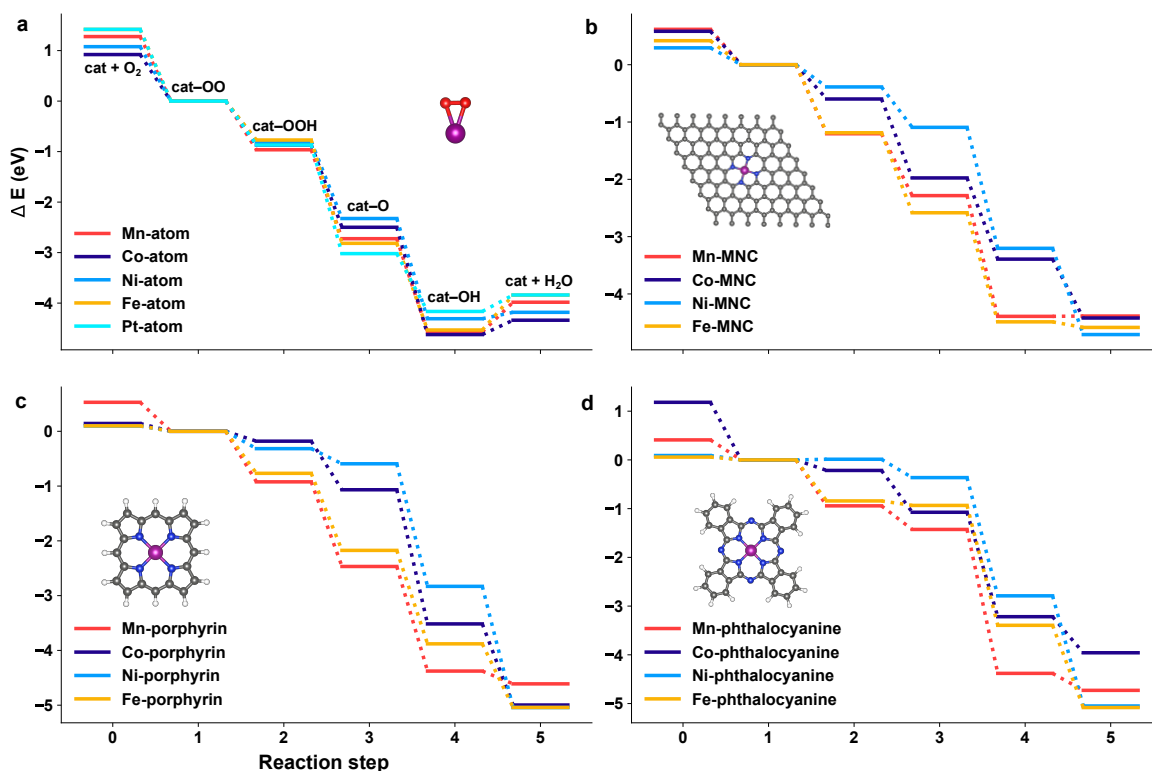 a
1
0
−1
−2
−3
−4
Δ E (eV)
cat + O₂
cat–OO
cat–OOH
cat–O
cat–OH
cat + H₂O
Mn-atom
Co-atom
Ni-atom
Fe-atom
Pt-atom
b
0
−1
−2
−3
−4
Mn-MNC
Co-MNC
Ni-MNC
Fe-MNC
c
0
−1
−2
−3
−4
−5
Mn-porphyrin
Co-porphyrin
Ni-porphyrin
Fe-porphyrin
0 1 2 3 4 5
Reaction step
d
1
0
−1
−2
−3
−4
−5
Mn-phthalocyanine
Co-phthalocyanine
Ni-phthalocyanine
Fe-phthalocyanine
0 1 2 3 4 5